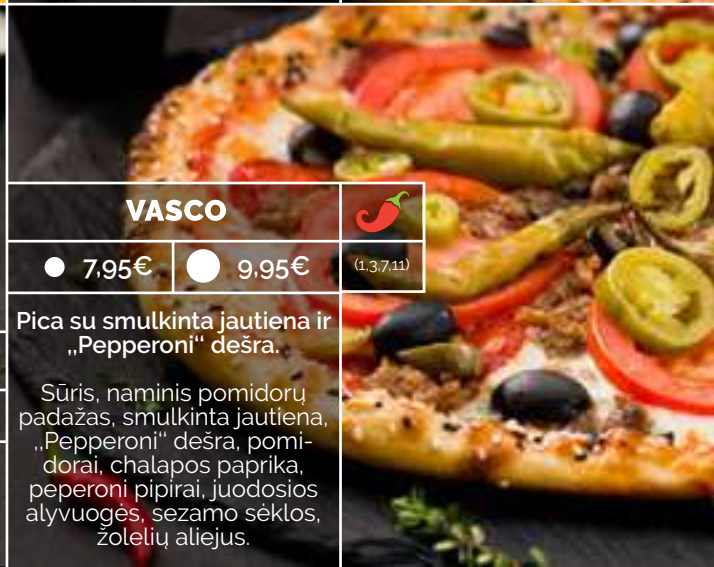 VASCO
7,95€ 9,95€ (1,3,7,11)
Pica su smulkinta jautiena ir
,,Pepperoni“ dešra.
Sūris, naminis pomidorų
padažas, smulkinta jautiena,
,,Pepperoni“ dešra, pomi-
dorai, chalapos paprika,
peperoni pipirai, juodosios
alyvuogės, sezamo sėklos,
žolelių aliejus.